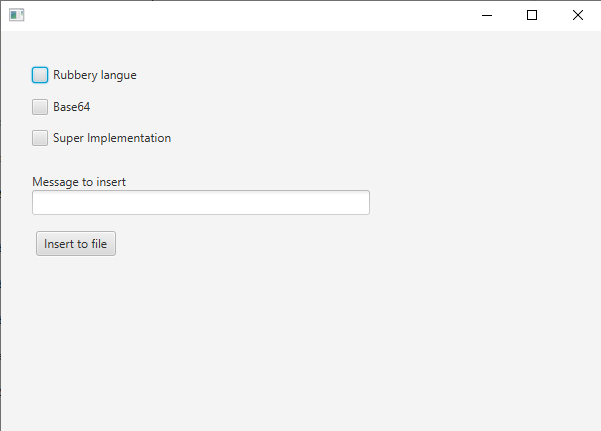 Rubbery langue
Base64
Super Implementation
Message to insert
Insert to file